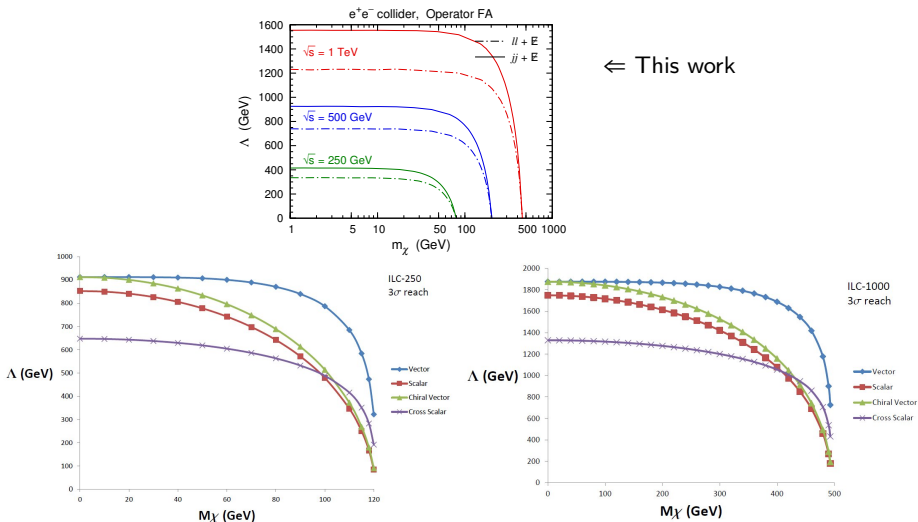 e⁺e⁻ collider, Operator FA
1600
1400
1200
1000
800
600
400
200
0
Λ (GeV)
ll + E̸
jj + E̸
√s = 1 TeV
√s = 500 GeV
√s = 250 GeV
1 5 10 50 100 200 500 1000
m_χ (GeV)
⇐ This work
1000
900
800
700
600
500
400
300
200
100
0
Λ (GeV)
ILC-250
3σ reach
Vector
Scalar
Chiral Vector
Cross Scalar
0 20 40 60 80 100 120
Mχ (GeV)
2000
1800
1600
1400
1200
1000
800
600
400
200
0
Λ (GeV)
ILC-1000
3σ reach
Vector
Scalar
Chiral Vector
Cross Scalar
0 100 200 300 400 500
Mχ (GeV)